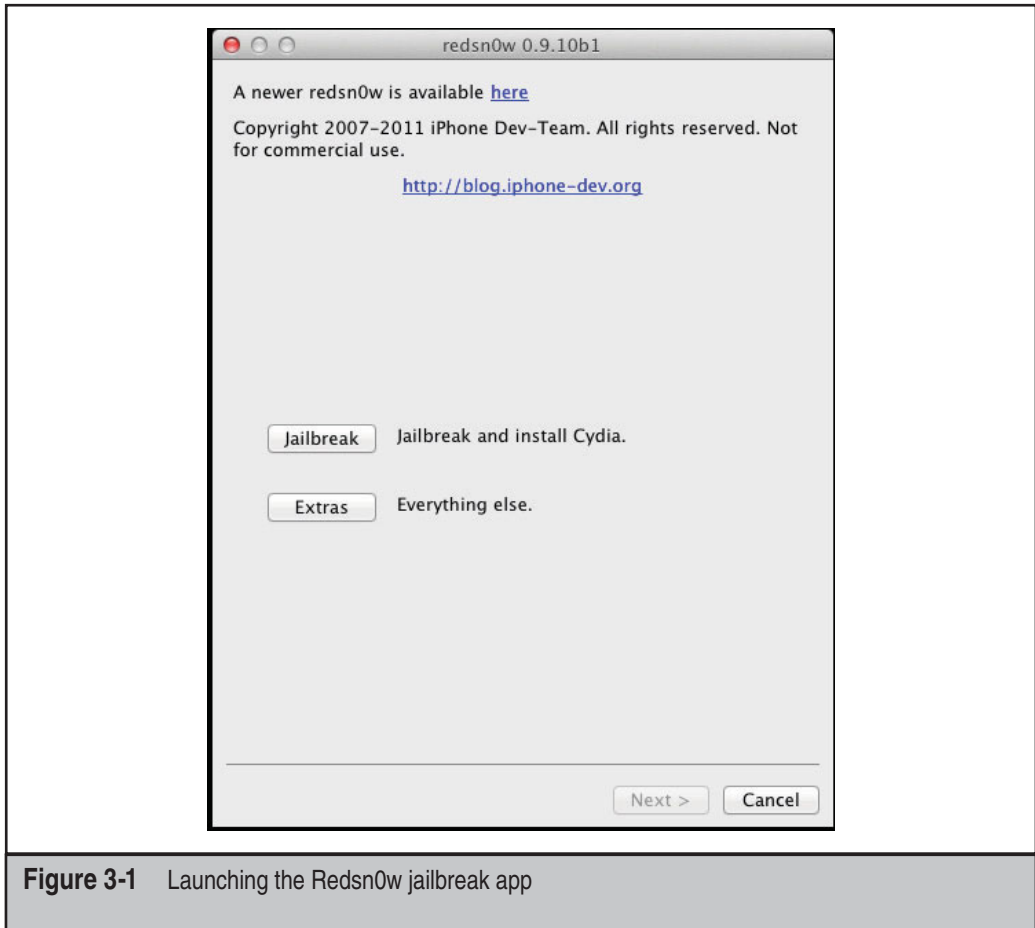 redsn0w 0.9.10b1
A newer redsn0w is available here
Copyright 2007-2011 iPhone Dev-Team. All rights reserved. Not
for commercial use.
http://blog.iphone-dev.org
Jailbreak Jailbreak and install Cydia.
Extras Everything else.
Next > Cancel
Figure 3-1 Launching the Redsn0w jailbreak app